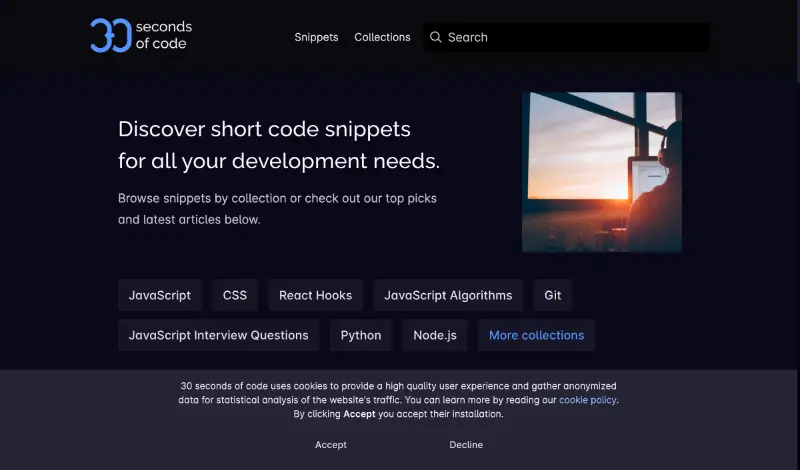 30 seconds
of code
Snippets
Collections
Search
Discover short code snippets
for all your development needs.
Browse snippets by collection or check out our top picks
and latest articles below.
JavaScript
CSS
React Hooks
JavaScript Algorithms
Git
JavaScript Interview Questions
Python
Node.js
More collections
30 seconds of code uses cookies to provide a high quality user experience and gather anonymized
data for statistical analysis of the website's traffic. You can learn more by reading our cookie policy.
By clicking Accept you accept their installation.
Accept
Decline